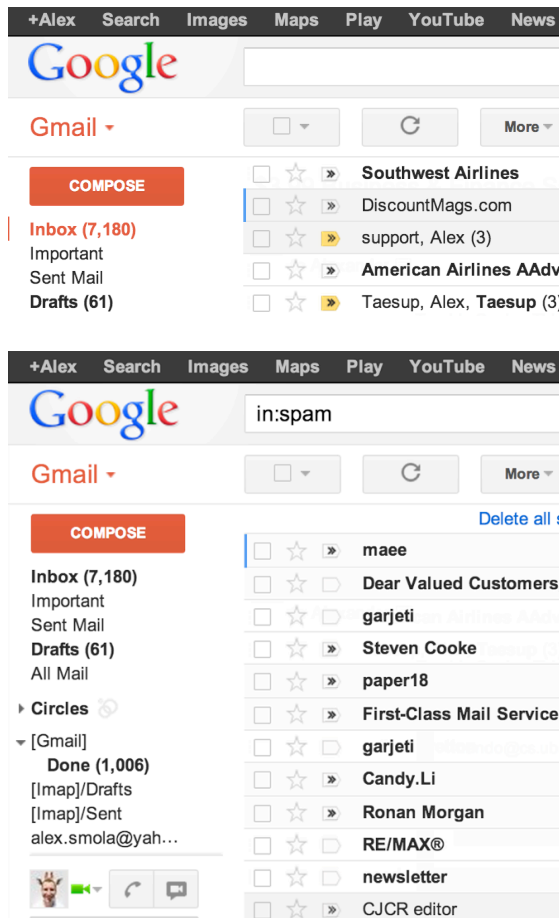 +Alex Search Images Maps Play YouTube News
Google
Gmail
More
COMPOSE
Inbox (7,180)
Important
Sent Mail
Drafts (61)
Southwest Airlines
DiscountMags.com
support, Alex (3)
American Airlines AAdv
Taesup, Alex, Taesup (3)
+Alex Search Images Maps Play YouTube News
Google
in:spam
Gmail
More
Delete all s
COMPOSE
Inbox (7,180)
Important
Sent Mail
Drafts (61)
All Mail
Circles
[Gmail]
Done (1,006)
[Imap]/Drafts
[Imap]/Sent
alex.smola@yah...
maee
Dear Valued Customers
garjeti
Steven Cooke
paper18
First-Class Mail Service
garjeti
Candy.Li
Ronan Morgan
RE/MAX®
newsletter
CJCR editor